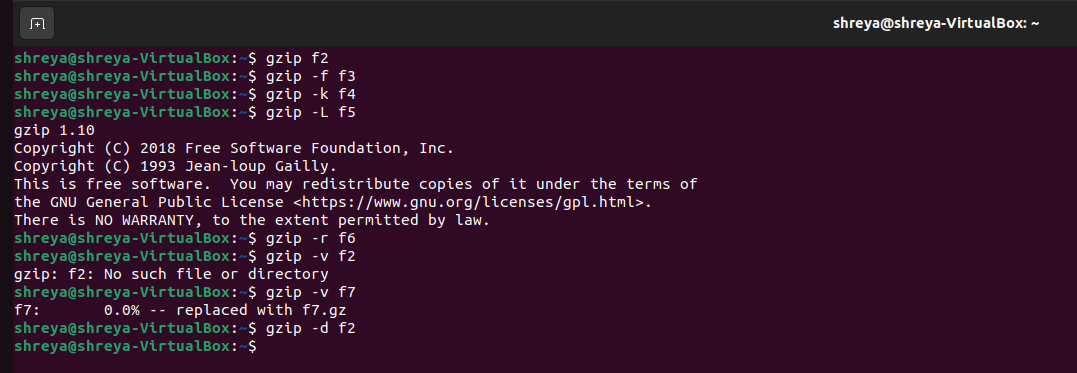 shreya@shreya-VirtualBox: ~
shreya@shreya-VirtualBox:~$ gzip f2
shreya@shreya-VirtualBox:~$ gzip -f f3
shreya@shreya-VirtualBox:~$ gzip -k f4
shreya@shreya-VirtualBox:~$ gzip -L f5
gzip 1.10
Copyright (C) 2018 Free Software Foundation, Inc.
Copyright (C) 1993 Jean-loup Gailly.
This is free software.  You may redistribute copies of it under the terms of
the GNU General Public License <https://www.gnu.org/licenses/gpl.html>.
There is NO WARRANTY, to the extent permitted by law.
shreya@shreya-VirtualBox:~$ gzip -r f6
shreya@shreya-VirtualBox:~$ gzip -v f2
gzip: f2: No such file or directory
shreya@shreya-VirtualBox:~$ gzip -v f7
f7:       0.0% -- replaced with f7.gz
shreya@shreya-VirtualBox:~$ gzip -d f2
shreya@shreya-VirtualBox:~$